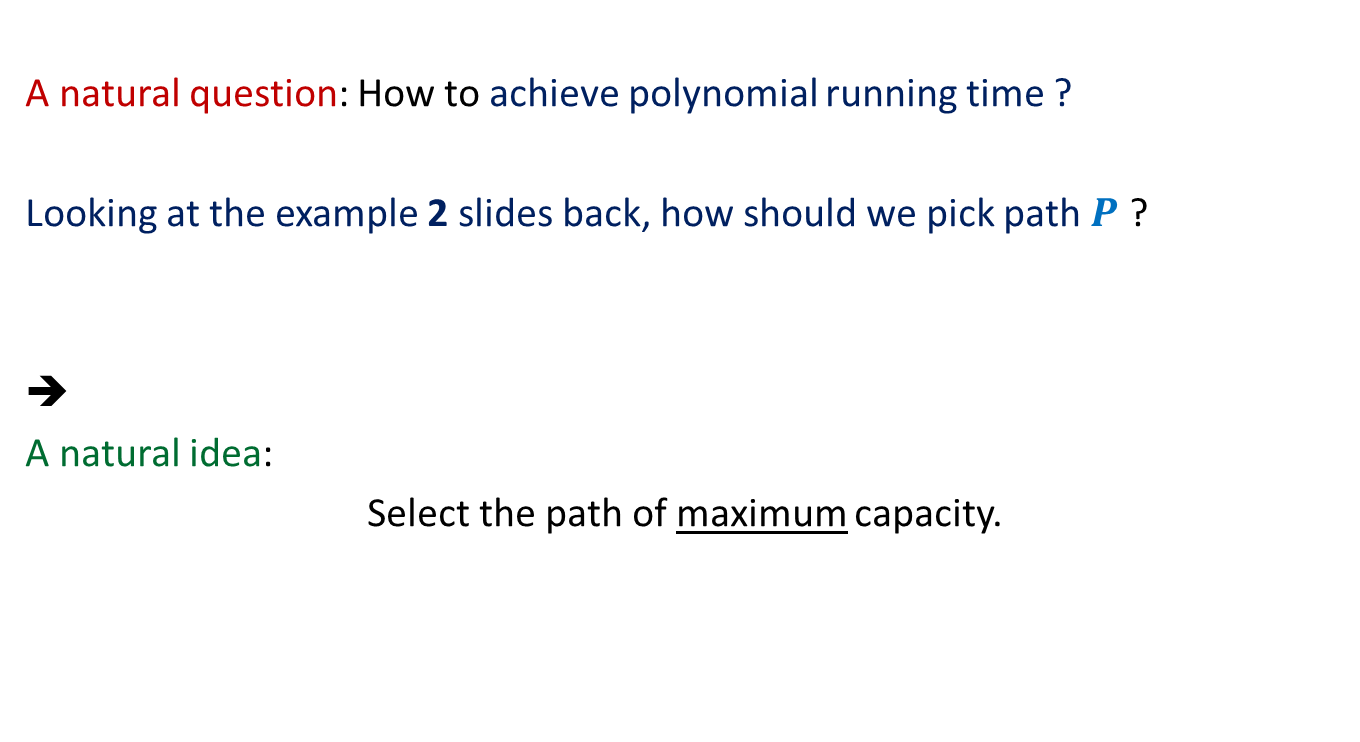 A natural question: How to achieve polynomial running time ?
Looking at the example 2 slides back, how should we pick path P ?
➔
A natural idea:
Select the path of maximum capacity.